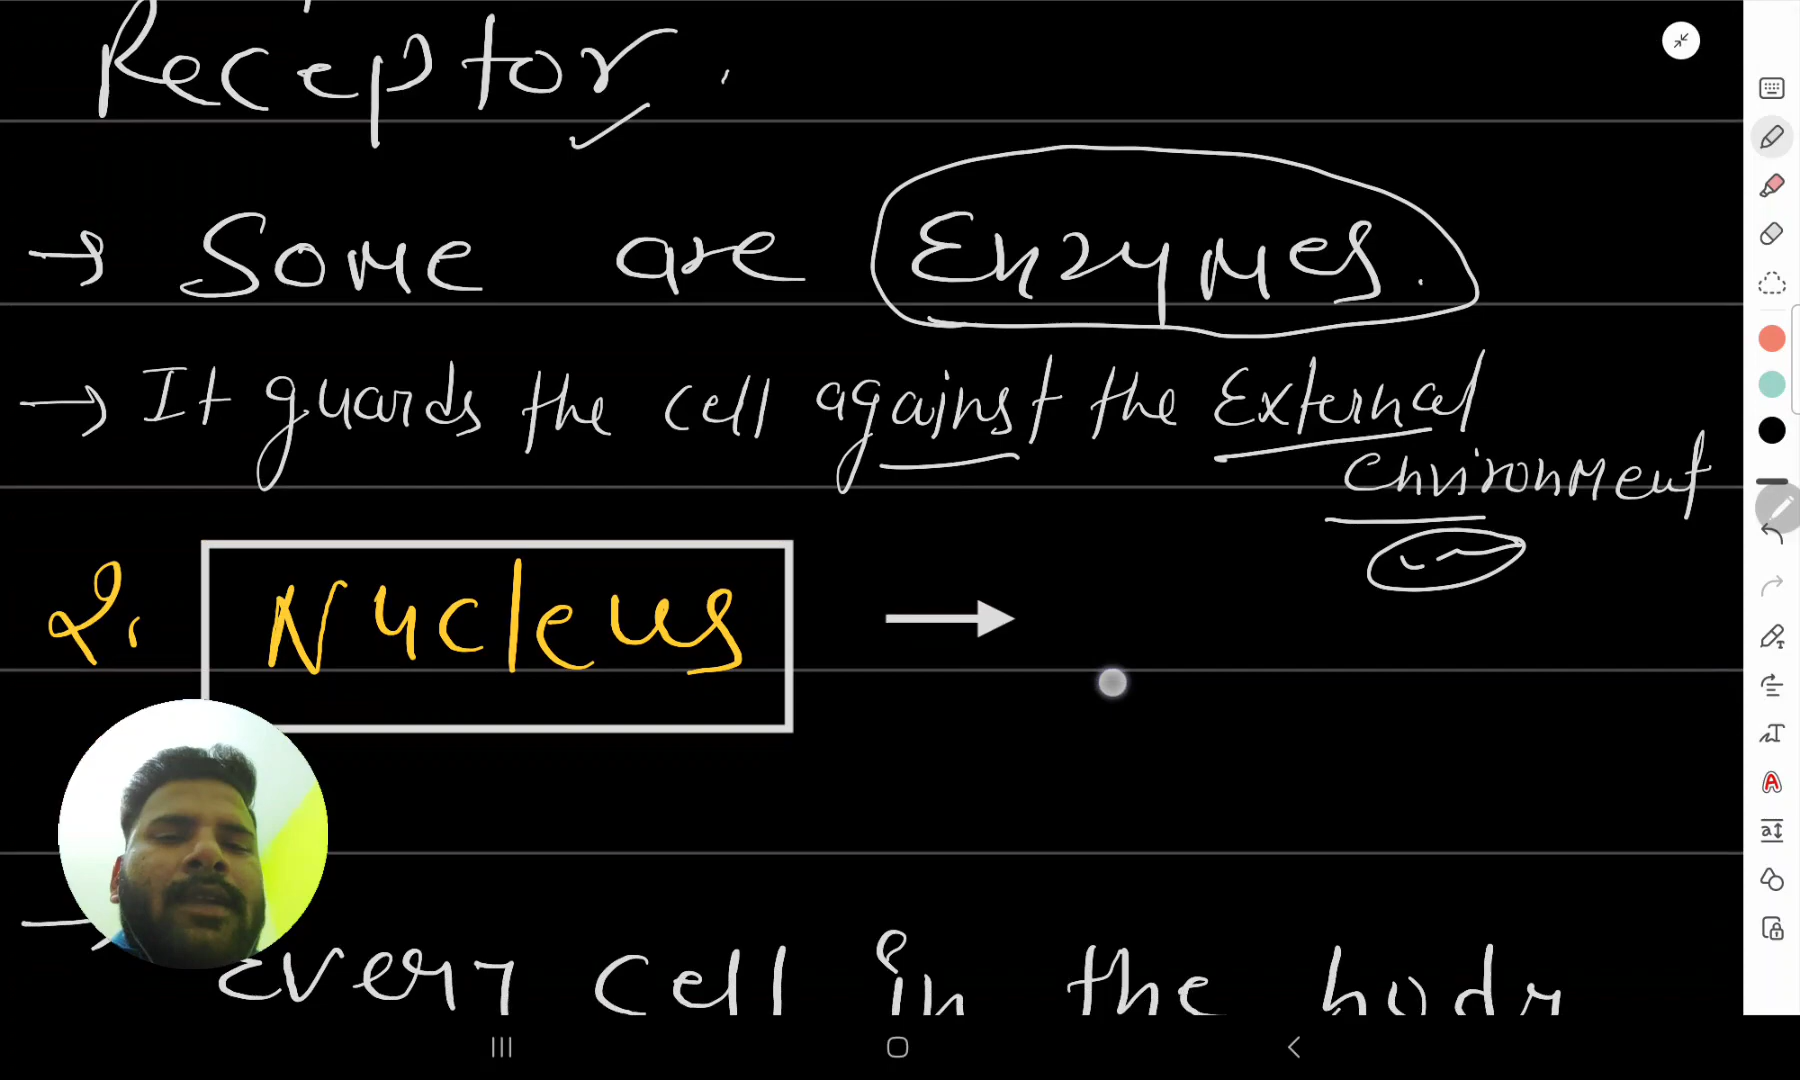 Receptor.
→ Some are Enzymes.
→ It guards the cell against the External
environment
2. Nucleus →
→ Every cell in the body